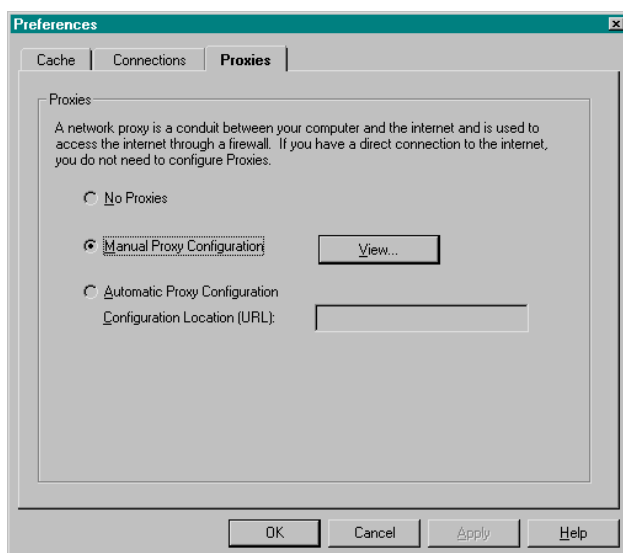 Preferences
Cache Connections Proxies
Proxies
A network proxy is a conduit between your computer and the internet and is used to
access the internet through a firewall. If you have a direct connection to the internet,
you do not need to configure Proxies.
No Proxies
Manual Proxy Configuration View...
Automatic Proxy Configuration
Configuration Location (URL):
OK Cancel Apply Help